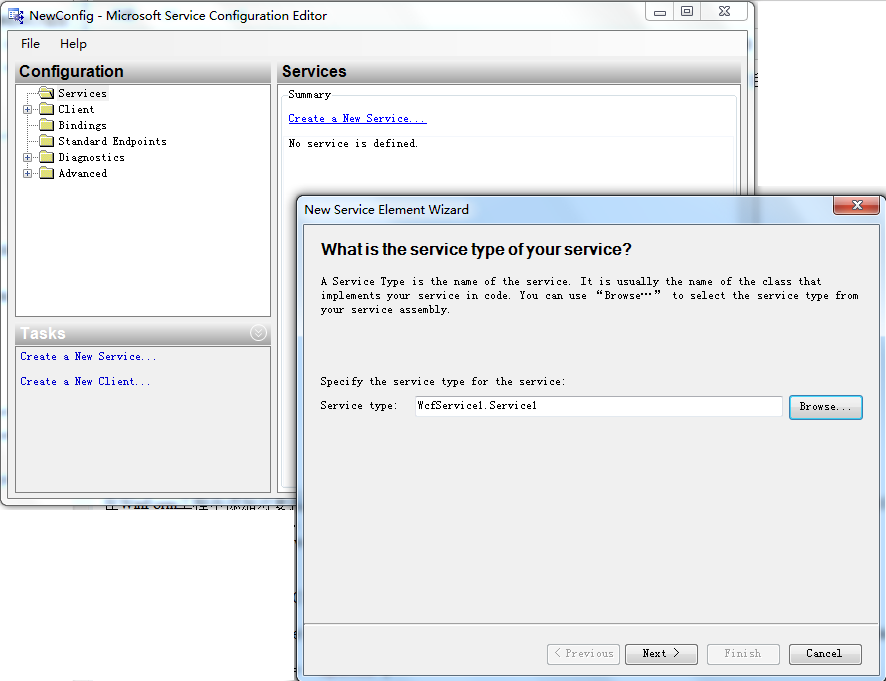 NewConfig - Microsoft Service Configuration Editor
File Help
Configuration
Services
Client
Bindings
Standard Endpoints
Diagnostics
Advanced
Tasks
Create a New Service...
Create a New Client...
Services
Summary
Create a New Service...
No service is defined.
New Service Element Wizard
What is the service type of your service?
A Service Type is the name of the service. It is usually the name of the class that
implements your service in code. You can use “Browse…” to select the service type from
your service assembly.
Specify the service type for the service:
Service type: WcfService1.Service1 Browse...
< Previous Next > Finish Cancel